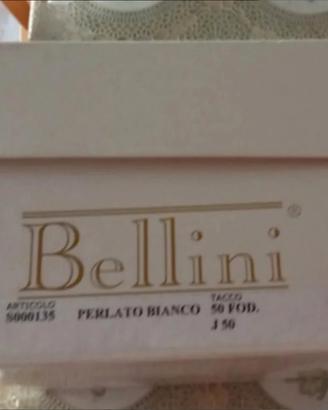 Bellini ®
ARTICOLO TACCO
S000135 PERLATO BIANCO 50 FOD.
J 50